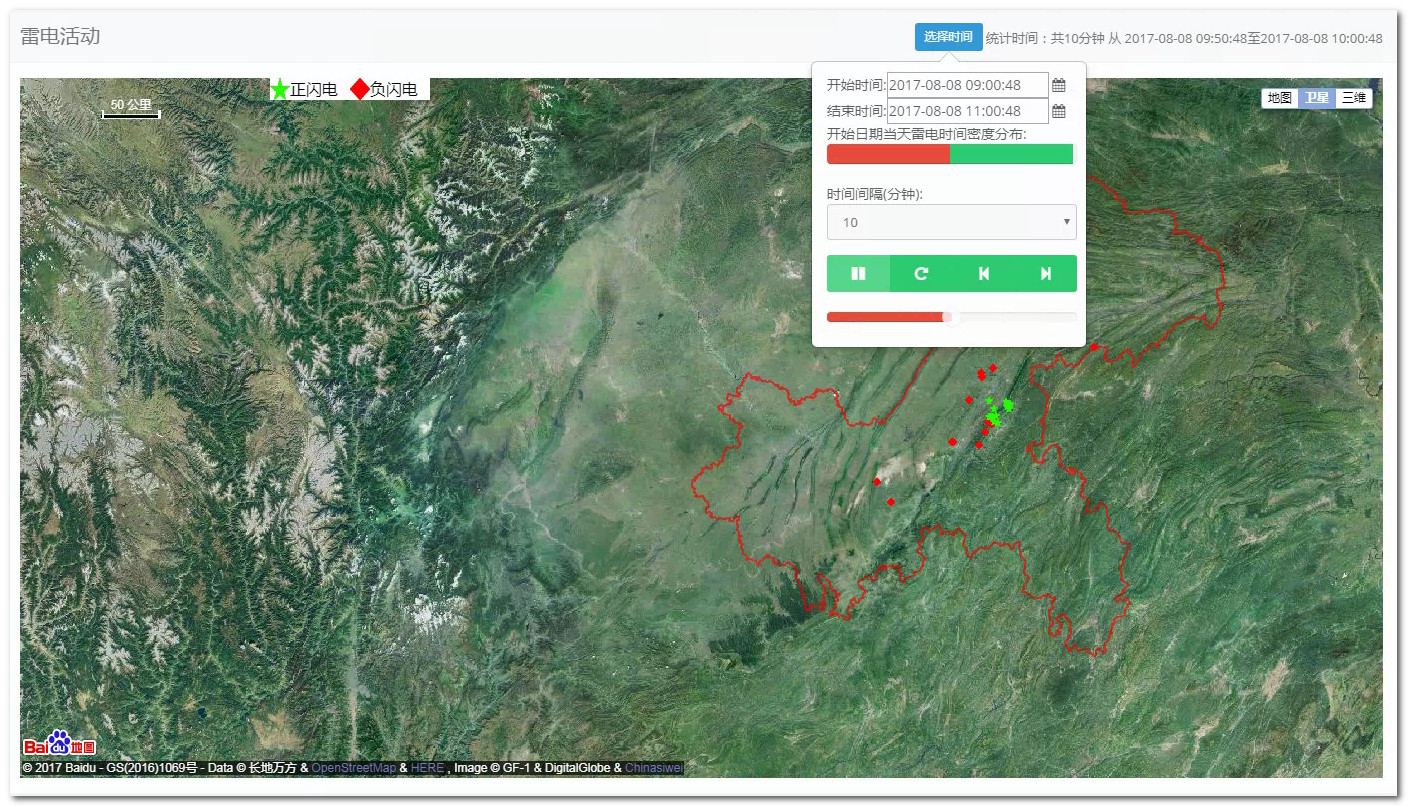 雷电活动
选择时间 统计时间：共10分钟 从 2017-08-08 09:50:48至2017-08-08 10:00:48
正闪电 负闪电
50 公里
开始时间: 2017-08-08 09:00:48
结束时间: 2017-08-08 11:00:48
开始日期当天雷电时间密度分布:
时间间隔(分钟):
10
地图 卫星 三维
Bai du 地图
© 2017 Baidu - GS(2016)1069号 - Data © 长地万方 & OpenStreetMap & HERE , Image © GF-1 & DigitalGlobe & Chinasiwei